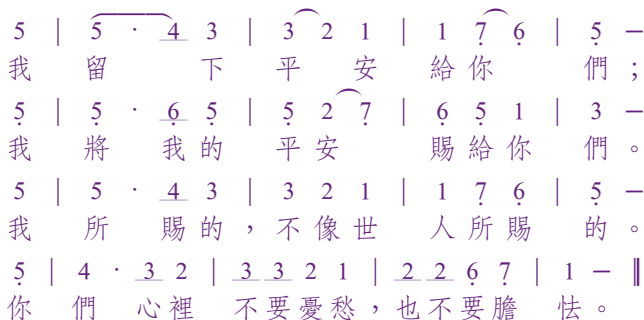 5 | 5 · 4 3 | 3 2 1 | 1 7̣ 6̣ | 5̣ –
我 留 下 平 安 給 你 們 ;
5̣ | 5̣ · 6̣ 5̣ | 5̣ 2 7̣ | 6̣ 5̣ 1 | 3 –
我 將 我 的 平 安 賜 給 你 們 。
5 | 5 · 4 3 | 3 2 1 | 1 7̣ 6̣ | 5̣ –
我 所 賜 的 , 不 像 世 人 所 賜 的 。
5̣ | 4 · 3 2 | 3 3 2 1 | 2 2 6̣ 7̣ | 1 – ‖
你 們 心 裡 不 要 憂 愁 , 也 不 要 膽 怯 。